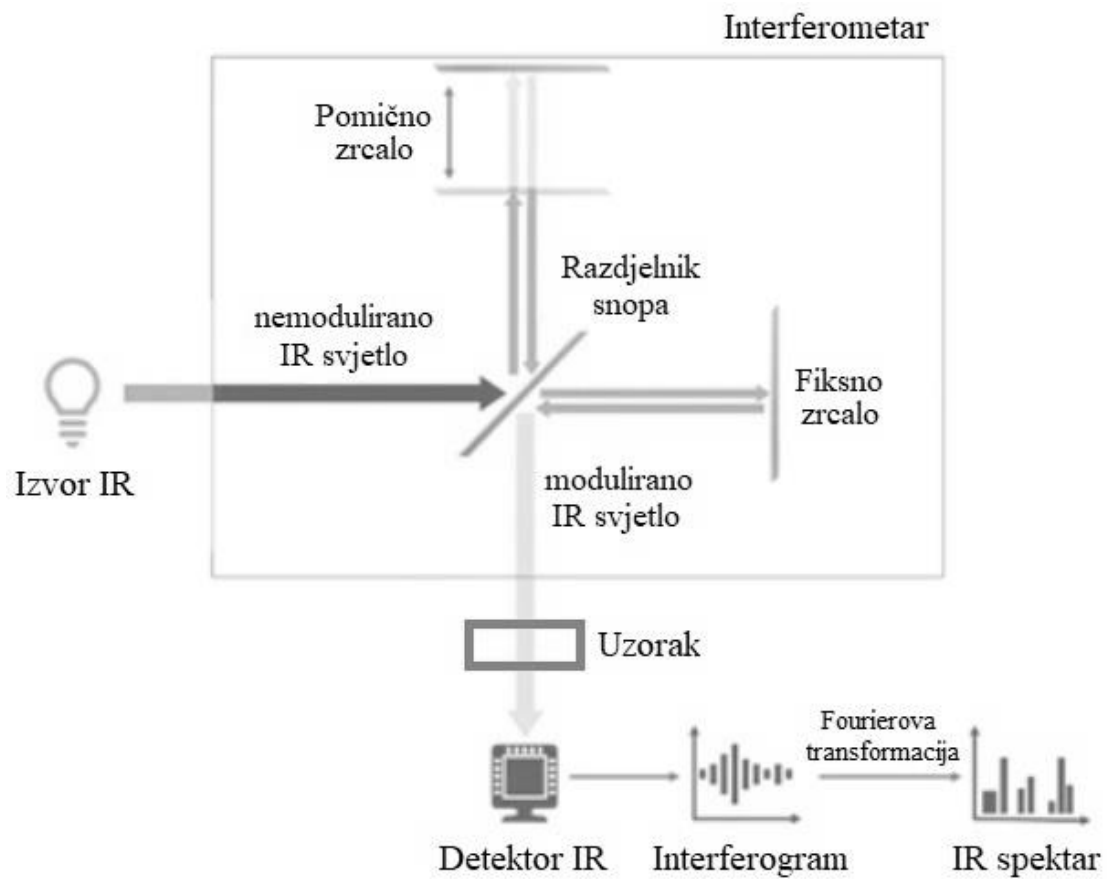 Interferometar
Pomično
zrcalo
Razdjelnik
snopa
nemodulirano
IR svjetlo
Fiksno
zrcalo
Izvor IR
modulirano
IR svjetlo
Uzorak
Fourierova
transformacija
Detektor IR
Interferogram
IR spektar